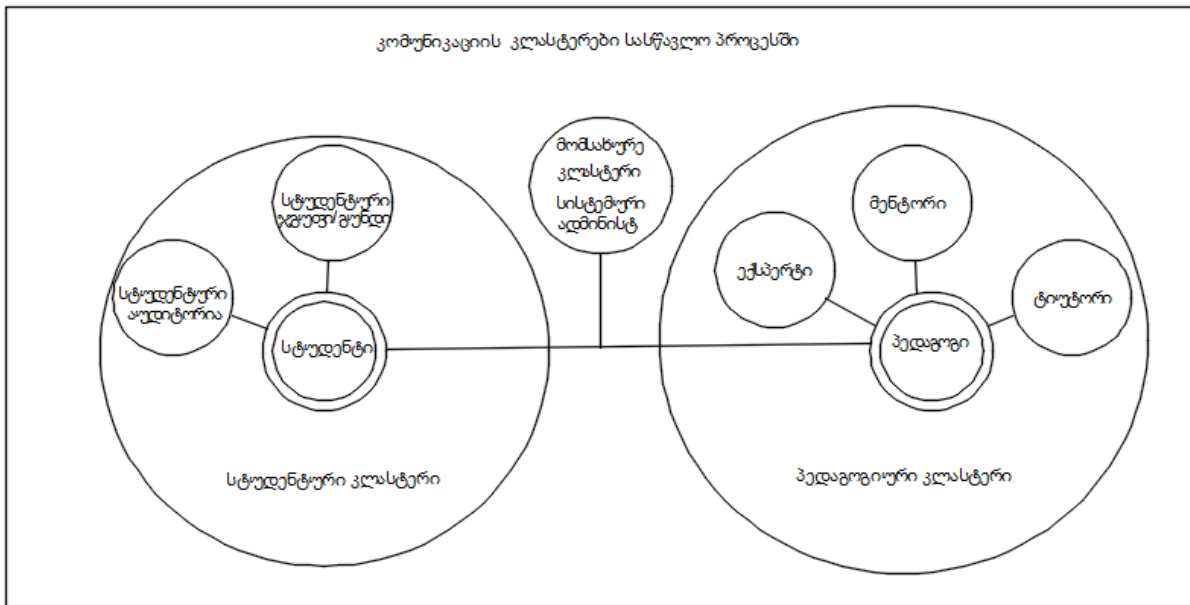 კომუნიკაციის კლასტერები სასწავლო პროცესში
მომსახურე
კლასტერი
სისტემური
ადმინისტ.
სტუდენტური
ჯგუფი/გუნდი
სტუდენტური
აუდიტორია
სტუდენტი
სტუდენტური კლასტერი
მენტორი
ექსპერტი
ტიუტორი
პედაგოგი
პედაგოგიური კლასტერი